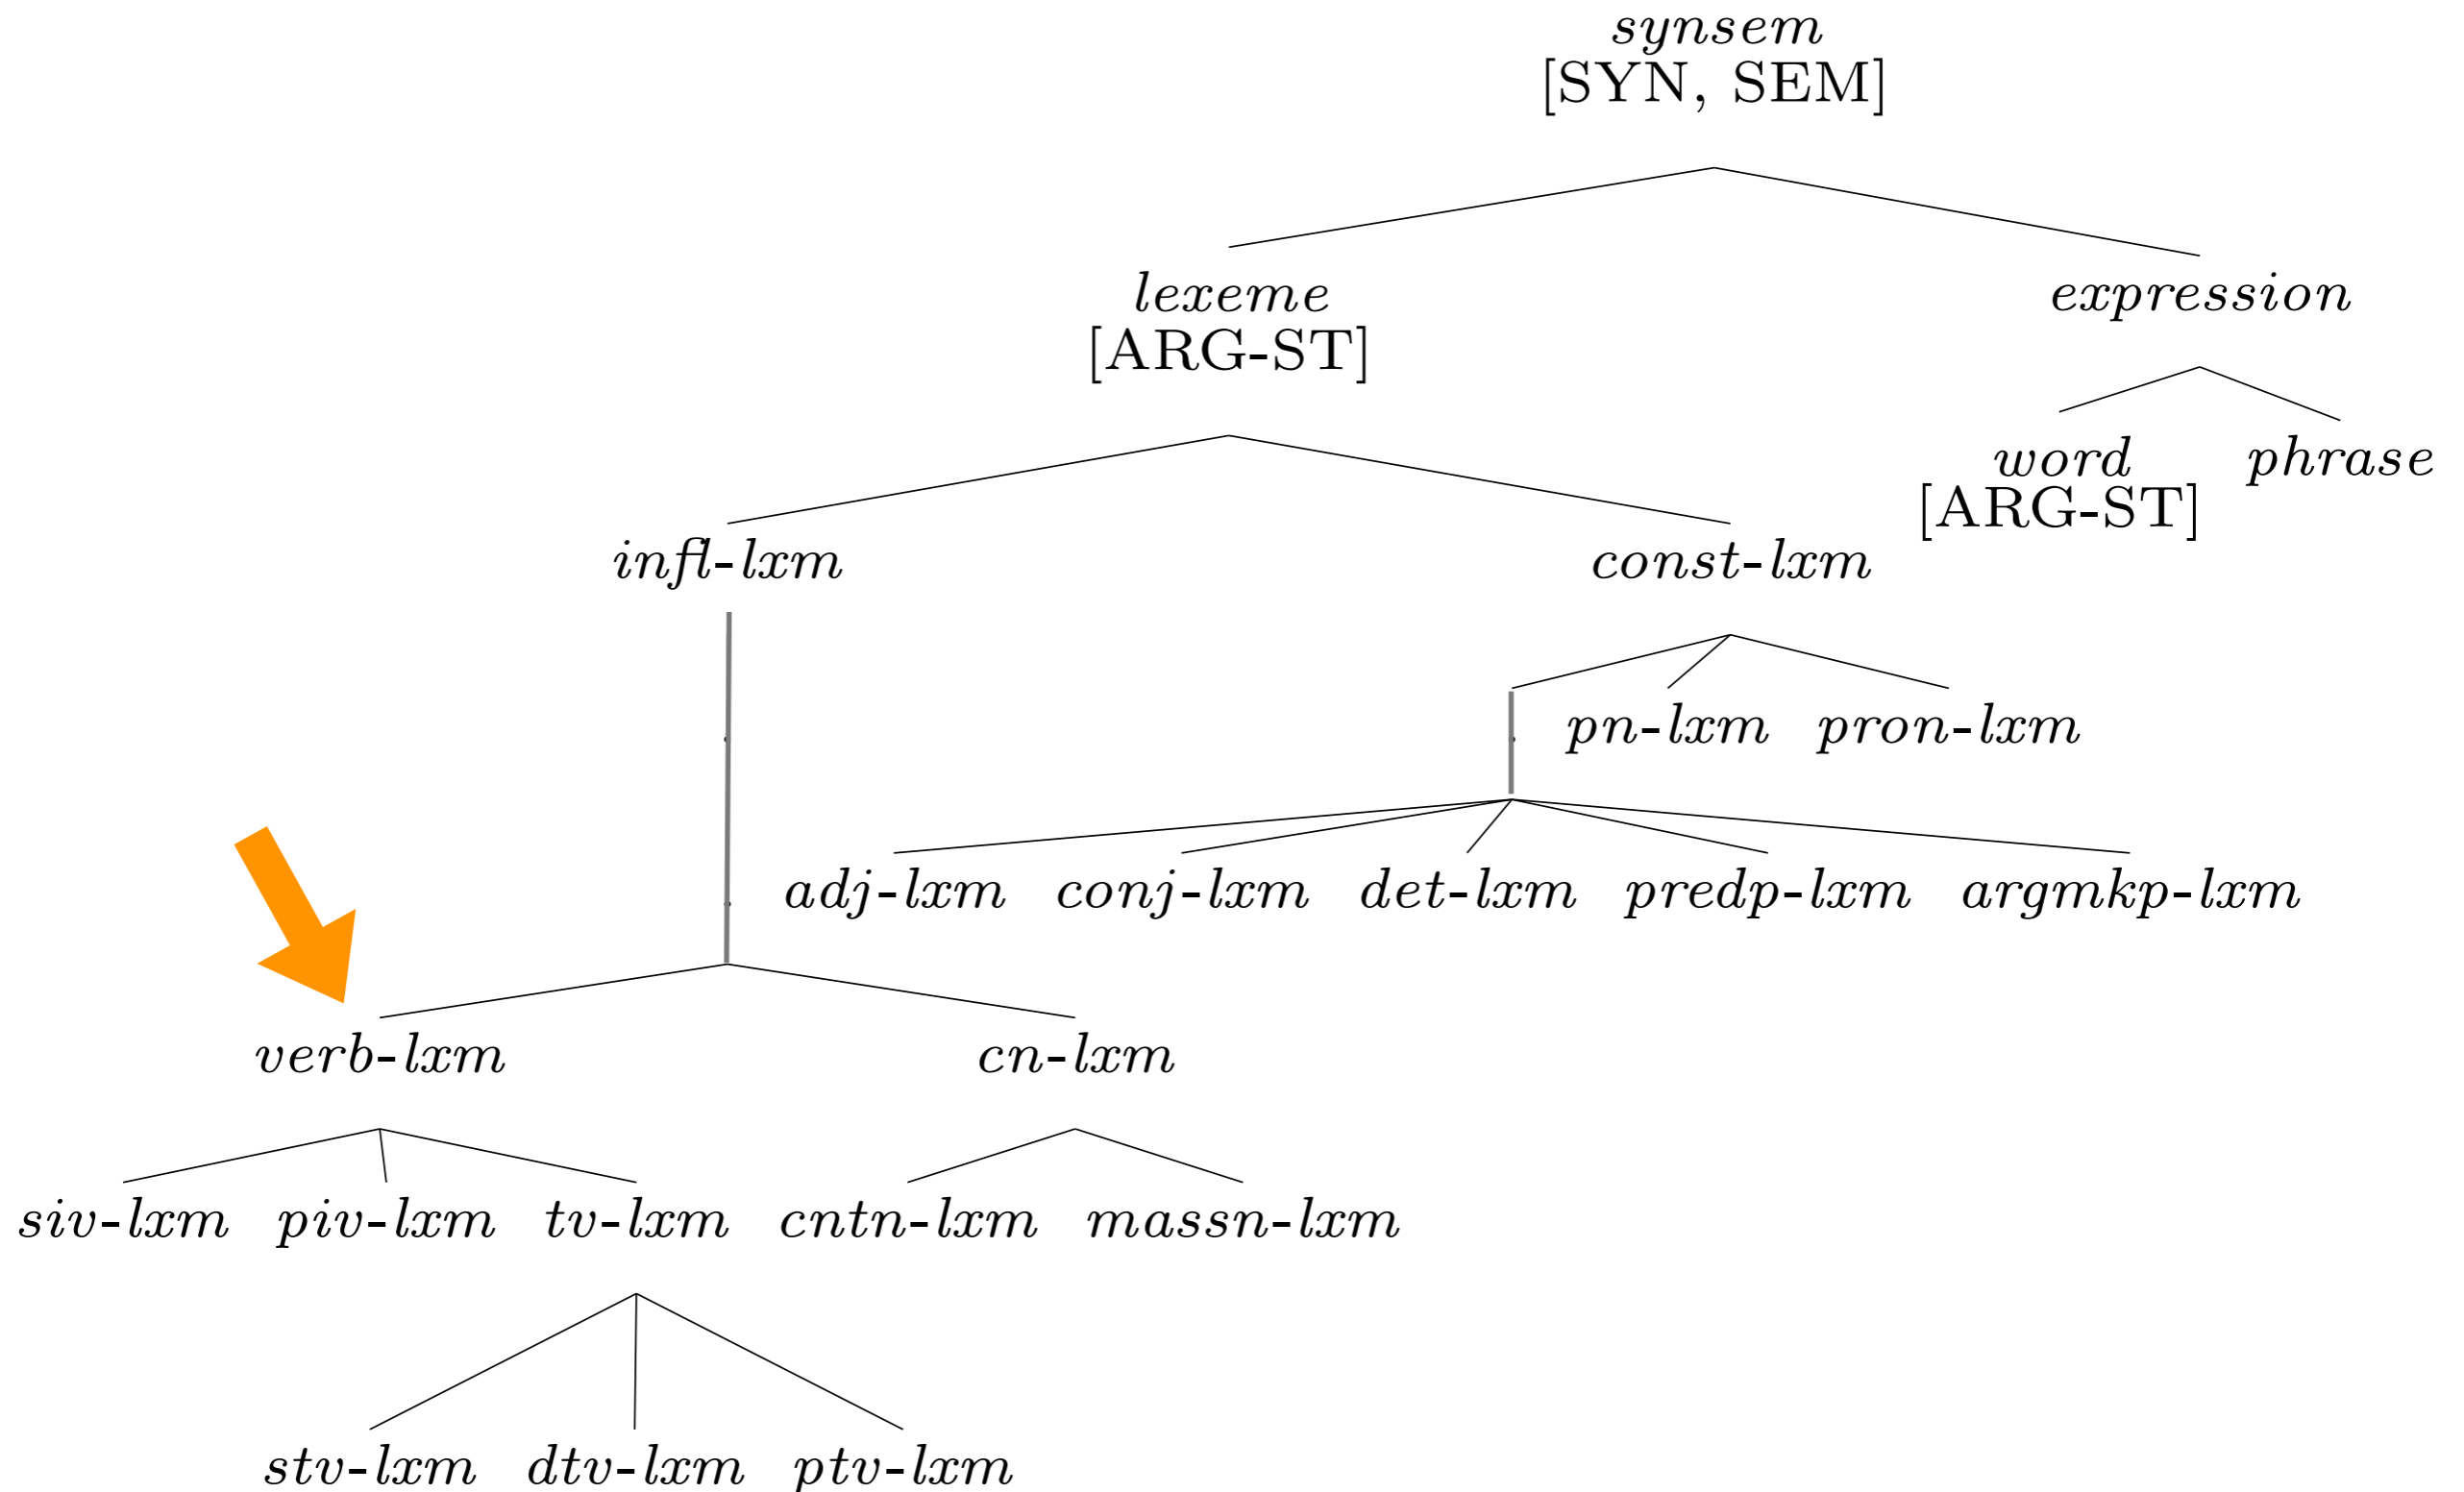 synsem
[SYN, SEM]
lexeme
[ARG-ST]
expression
word
[ARG-ST]
phrase
infl-lxm
const-lxm
pn-lxm
pron-lxm
adj-lxm
conj-lxm
det-lxm
predp-lxm
argmkp-lxm
verb-lxm
cn-lxm
siv-lxm
piv-lxm
tv-lxm
cntn-lxm
massn-lxm
stv-lxm
dtv-lxm
ptv-lxm